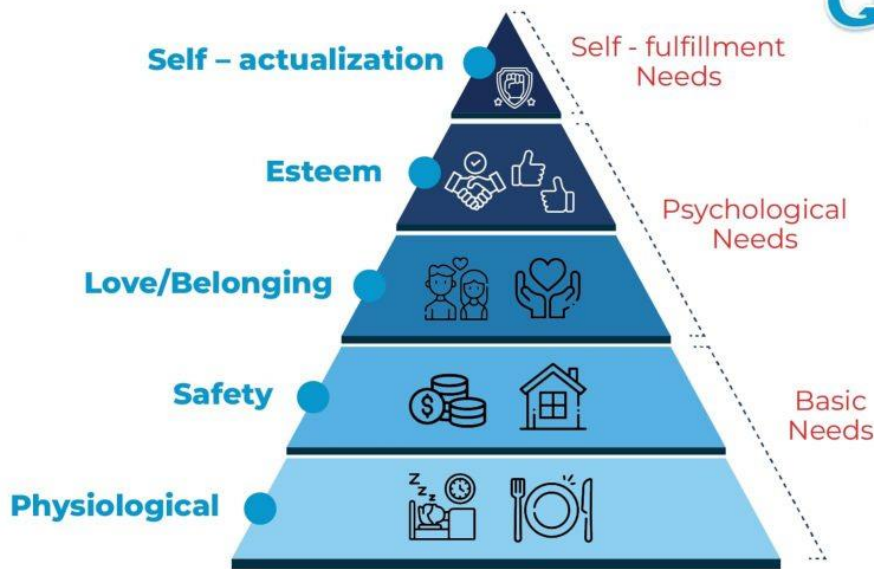 Self – actualization
Self - fulfillment
Needs
Esteem
Psychological
Needs
Love/Belonging
Safety
$
Basic
Needs
Z
Z
Z
Z
Physiological